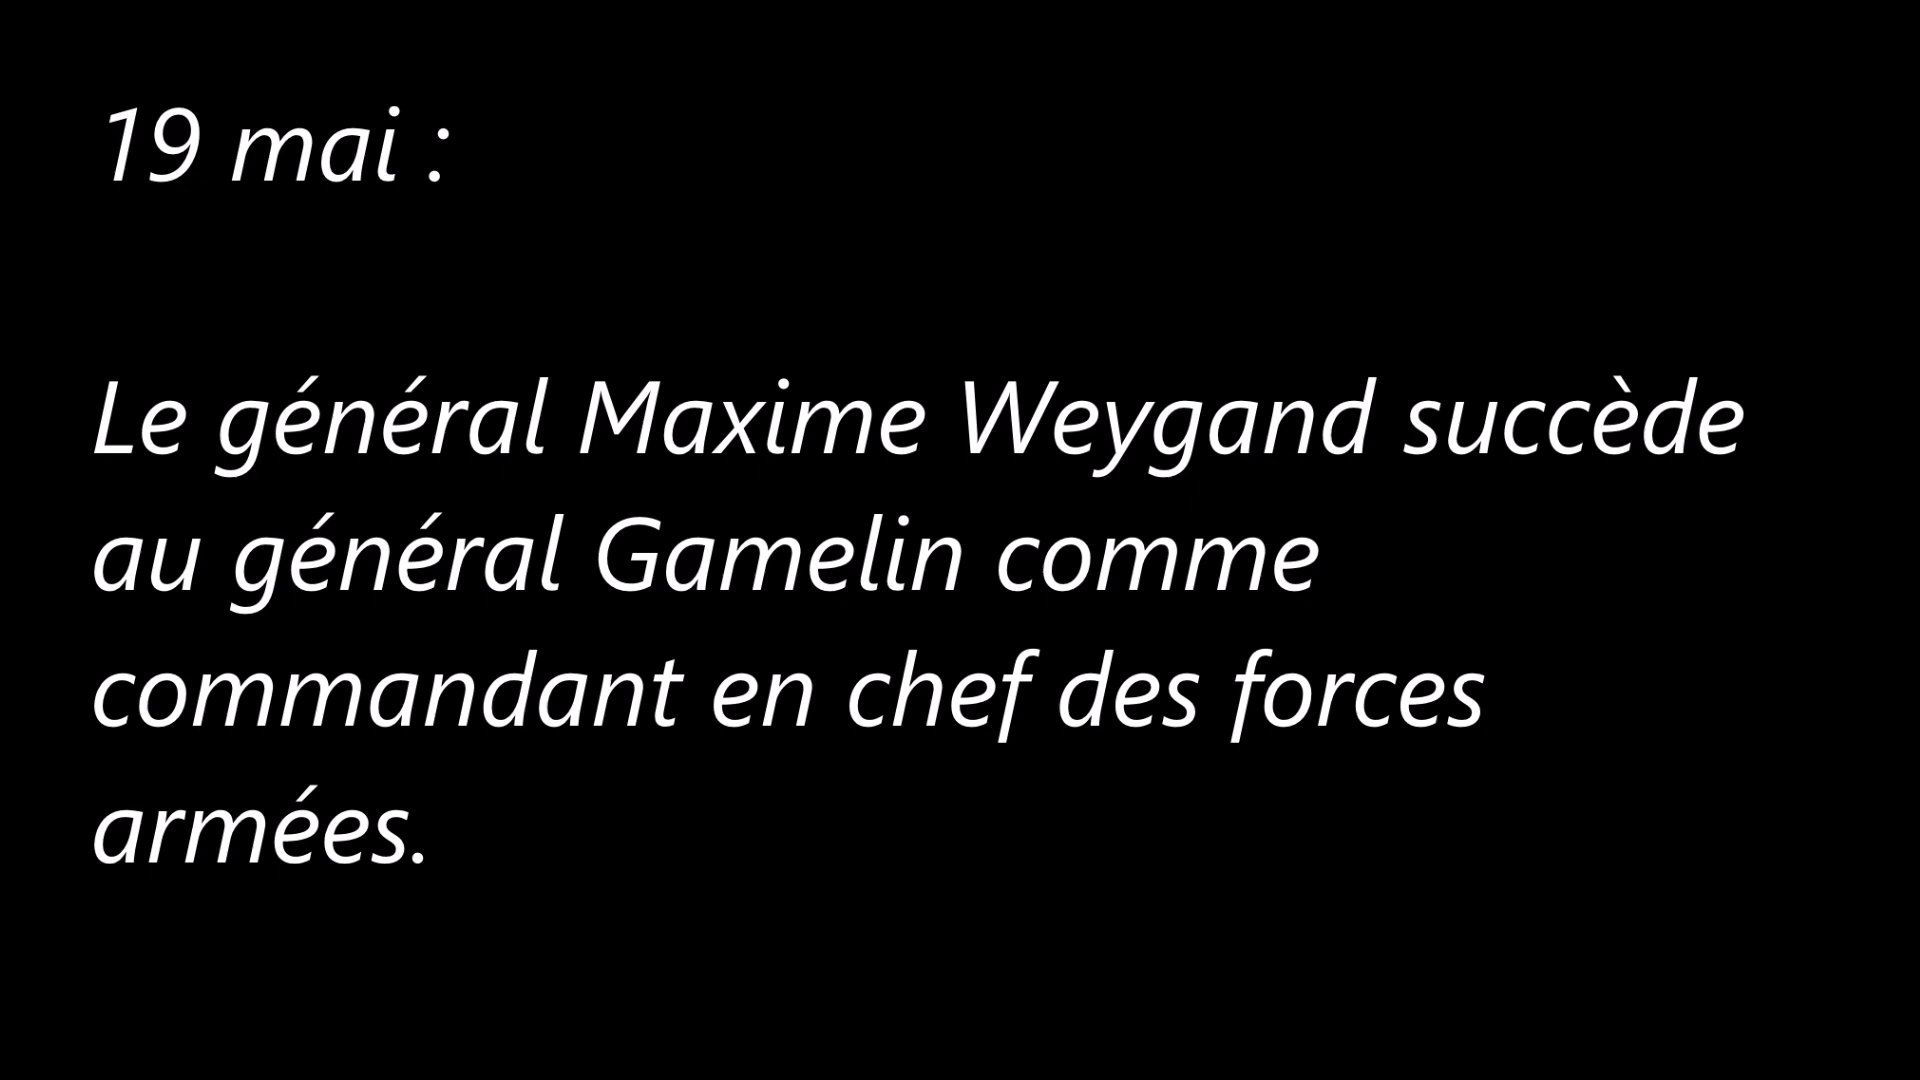 19 mai :
Le général Maxime Weygand succède
au général Gamelin comme
commandant en chef des forces
armées.